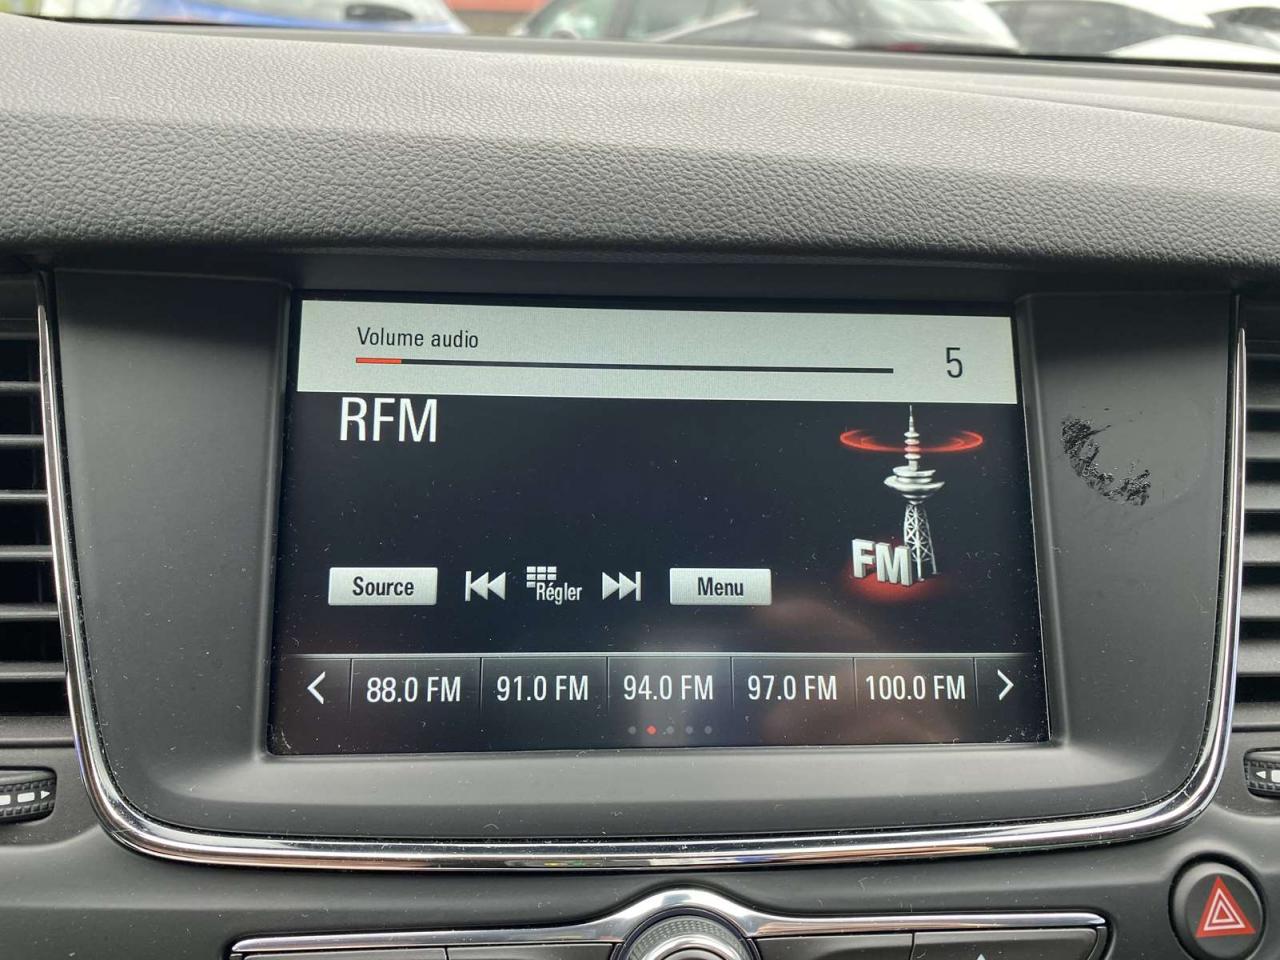 Volume audio
5
RFM
FM
Source
Régler
Menu
88.0 FM
91.0 FM
94.0 FM
97.0 FM
100.0 FM